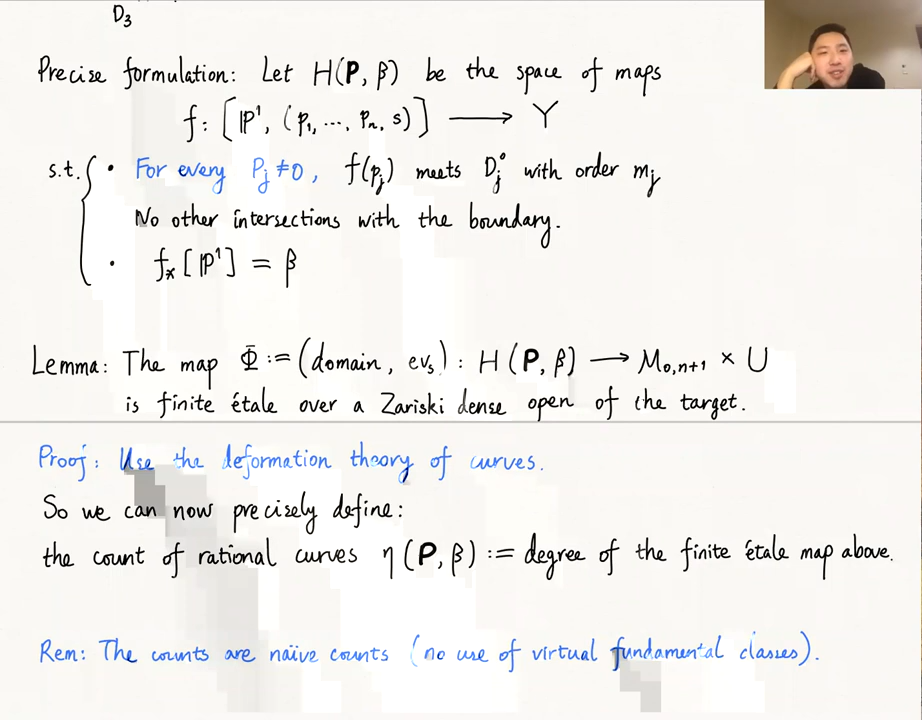 D₃
Precise formulation: Let H(P, β) be the space of maps
f: [ℙ¹, (p₁, ..., pₙ, s)] ⟶ Y
s.t. { • For every Pⱼ ≠ 0, f(pⱼ) meets Dⱼ° with order mⱼ
No other intersections with the boundary.
• f_*[ℙ¹] = β
Lemma: The map Φ := (domain, evₛ) : H(P, β) ⟶ M₀,ₙ₊₁ × U
is finite étale over a Zariski dense open of the target.
Proof: Use the deformation theory of curves.
So we can now precisely define:
the count of rational curves η(P, β) := degree of the finite étale map above.
Rem: The counts are naïve counts (no use of virtual fundamental classes).